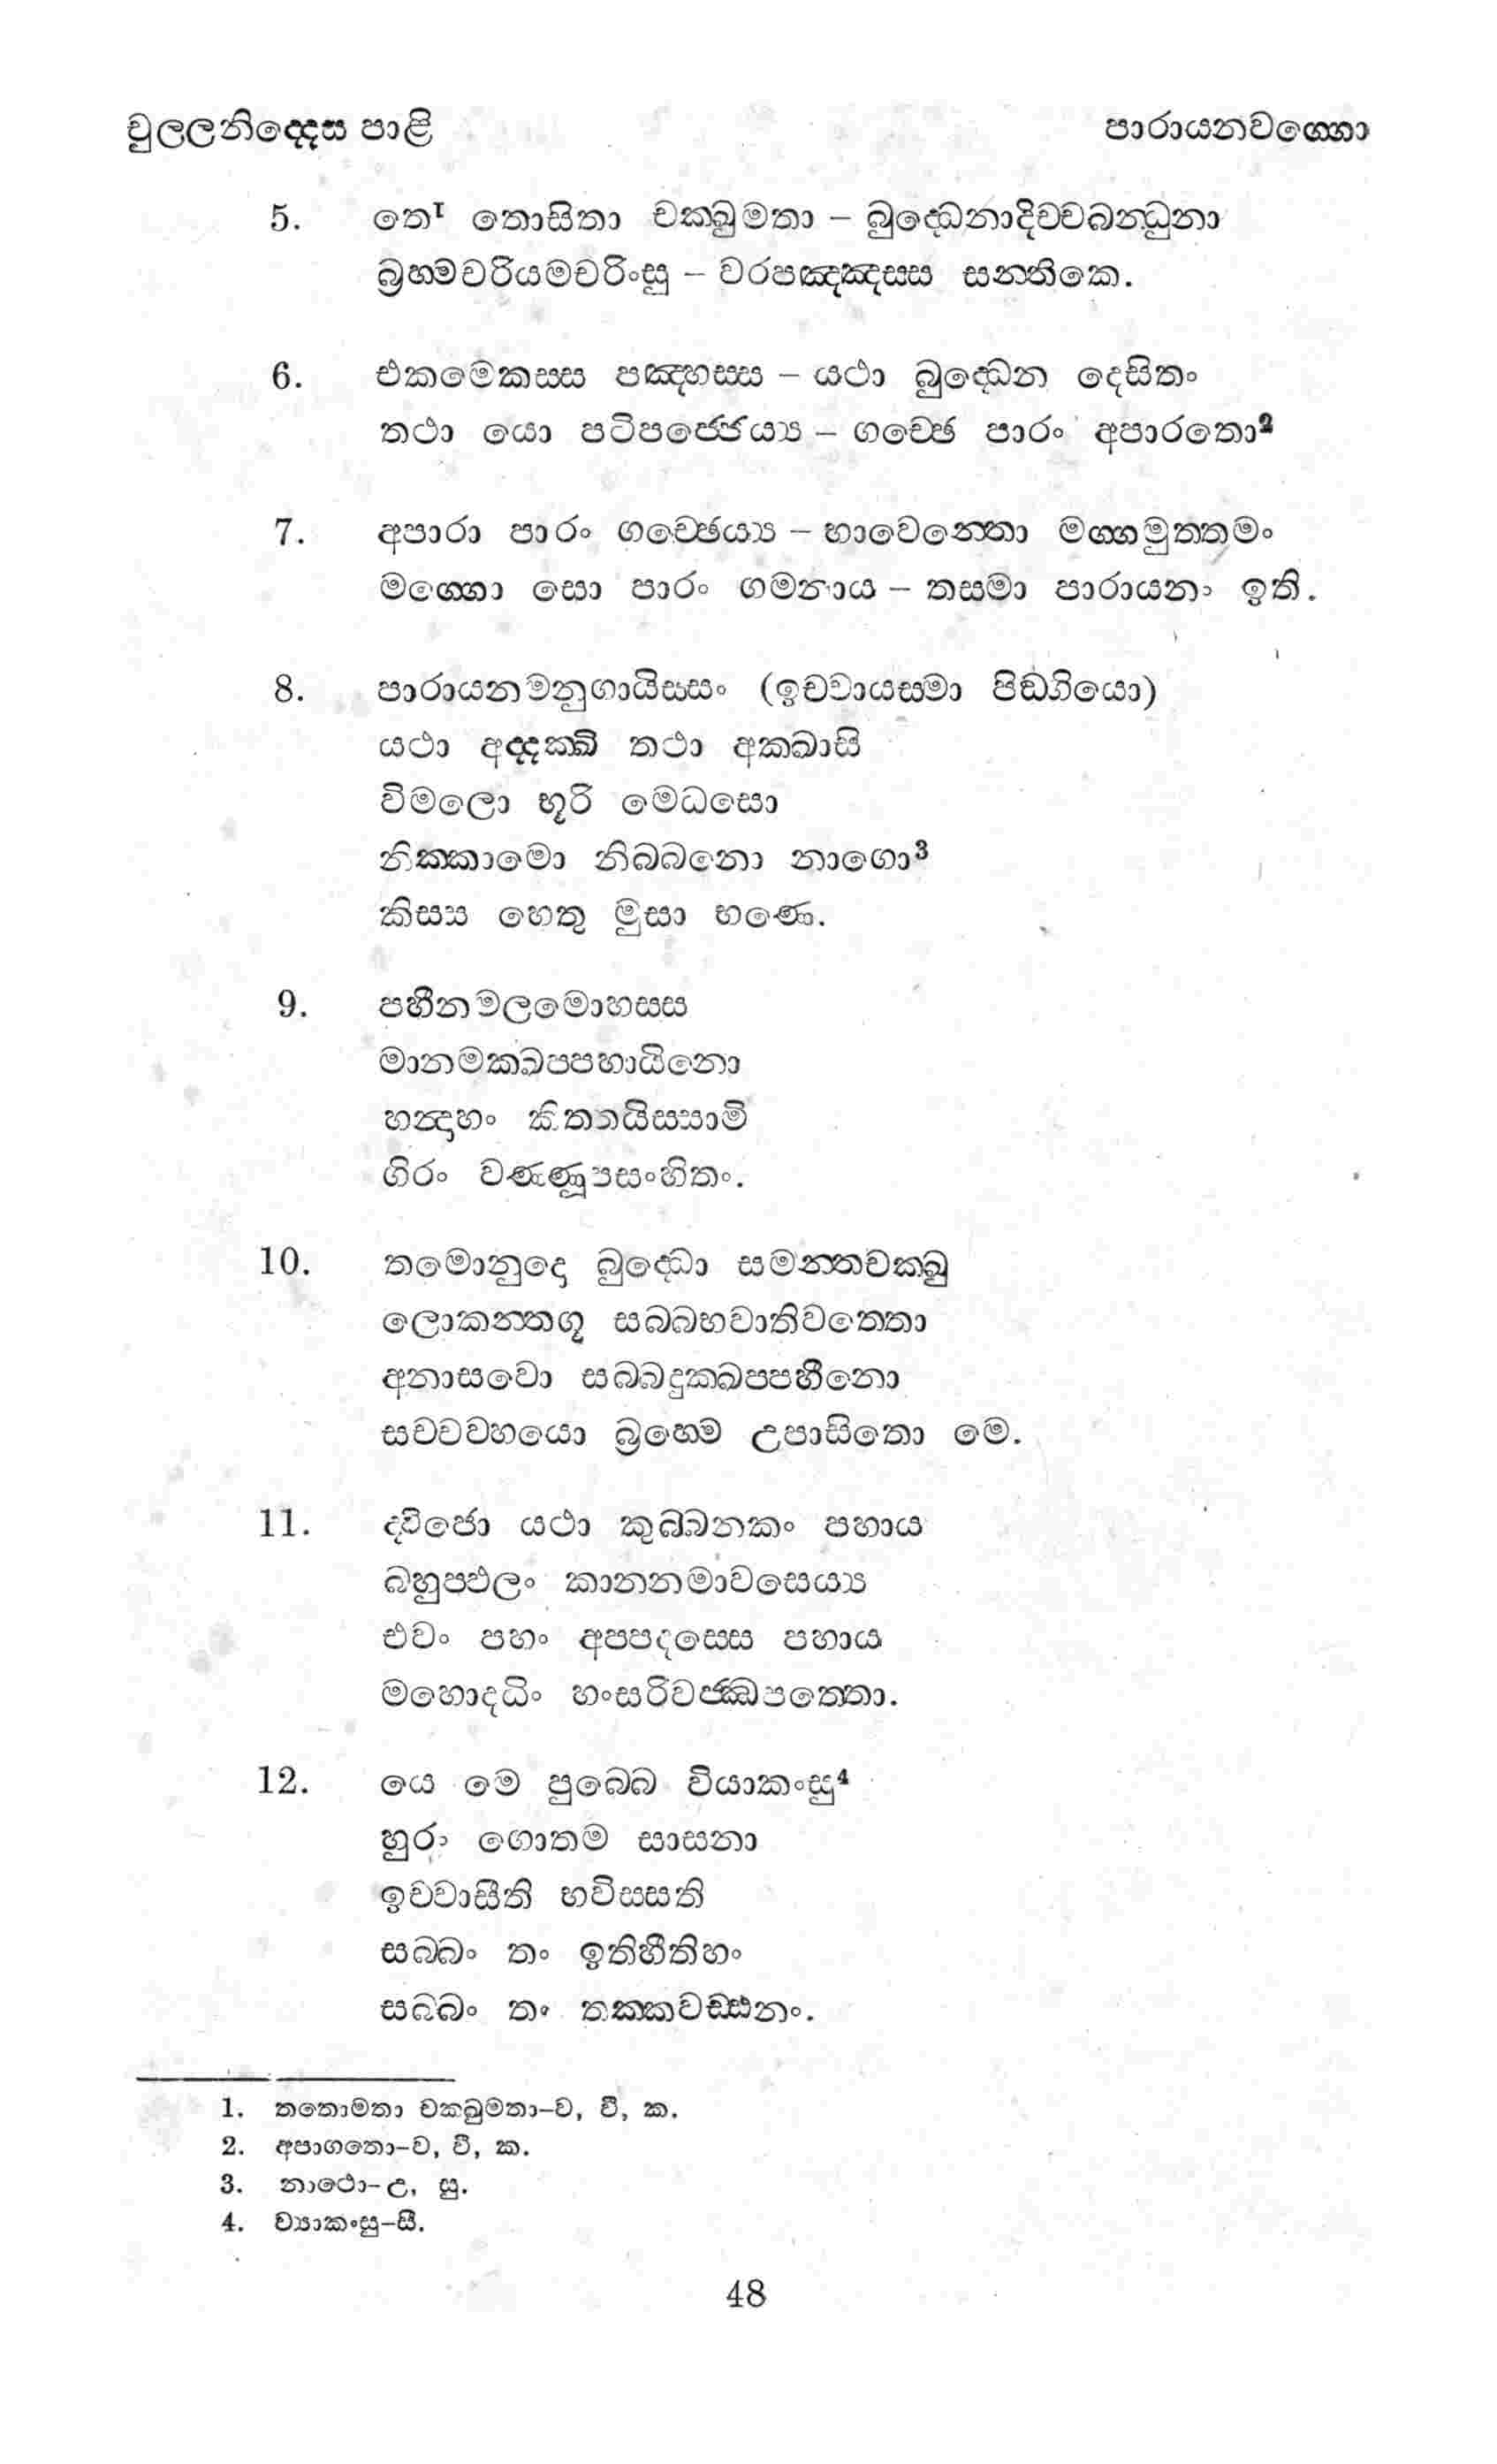 චුල‍්ලනිද‍්දෙස පාළි
පාරායනවග‍්ගො
5. තෙ¹ තොසිතා චක‍්ඛුමතා – බුද‍්ධෙනාදිච‍්චබන්‍ධුනා
බ්‍රහ‍්මචරියමචරිංසු – වරපඤ‍්ඤස‍්ස සන‍්තිකෙ.
6. එකමෙකස‍්ස පඤ‍්හස‍්ස – යථා බුද‍්ධෙන දෙසිතං
තථා යො පටිපජ‍්ජෙය්‍ය – ගච‍්ඡෙ පාරං අපාරතො²
7. අපාරා පාරං ගච‍්ඡෙය්‍ය – භාවෙන‍්තො මග‍්ගමුත‍්තමං
මග‍්ගො සො පාරං ගමනාය – තස‍්මා පාරායනං ඉති.
8. පාරායනමනුගායිස‍්සං (ඉච‍්චායස‍්මා පිඞ‍්ගියො)
යථා අද‍්දක‍්ඛි තථා අක‍්ඛාසි
විමලො භූරි මෙධසො
නික‍්කාමො නිබ‍්බනො නාගො³
කිස‍්ස හෙතු මුසා භණෙ.
9. පහීනමලමොහස‍්ස
මානමක‍්ඛප‍්පහායිනො
හන්‍දාහං කිත‍්තයිස‍්සාමි
ගිරං වණ‍්ණූපසංහිතං.
10. තමොනුදො බුද‍්ධො සමන‍්තචක‍්ඛු
ලොකන‍්තගූ සබ‍්බභවාතිවත‍්තො
අනාසවො සබ‍්බදුක‍්ඛප‍්පහීනො
සච‍්චව‍්හයො බ්‍රහ‍්මෙ උපාසිතො මෙ.
11. ද්විජො යථා කුබ‍්බනකං පහාය
බහුප‍්ඵලං කානනමාවසෙය්‍ය
එවං පහං අප‍්පදස‍්සෙ පහාය
මහොදධිං හංසරිවජ‍්ඣපත‍්තො.
12. යෙ මෙ පුබ‍්බෙ වියාකංසු⁴
හුරං ගොතම සාසනා
ඉච‍්චාසීති භවිස‍්සති
සබ‍්බං තං ඉතිහීතිහං
සබ‍්බං තං තක‍්කවඩ‍්ඪනං.
1. තතොමතා චක‍්ඛුමතා–ව, වී, ක.
2. අපාගතො–ව, වී, ක.
3. නාථො–උ, සු.
4. ව්‍යාකංසු–සී.
48